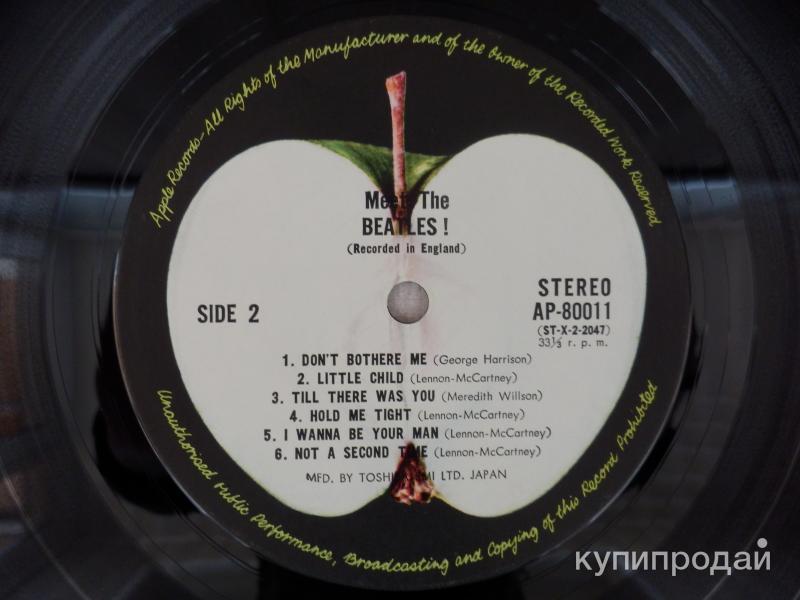 Apple Records-All Rights of the Manufacturer and of the Owner of the Recorded Work Reserved
Meet The
BEATLES!
(Recorded in England)
SIDE 2
STEREO
AP-80011
(ST-X-2-2047)
33⅓ r. p. m.
1. DON'T BOTHERE ME (George Harrison)
2. LITTLE CHILD (Lennon-McCartney)
3. TILL THERE WAS YOU (Meredith Willson)
4. HOLD ME TIGHT (Lennon-McCartney)
5. I WANNA BE YOUR MAN (Lennon-McCartney)
6. NOT A SECOND TIME (Lennon-McCartney)
MFD. BY TOSHIBA EMI LTD. JAPAN
Unauthorised Public Performance, Broadcasting and Copying of this Record Prohibited
купипродай